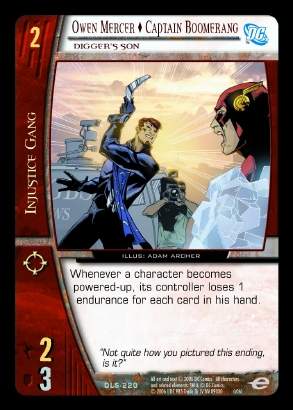 2
Owen Mercer ♦ Captain Boomerang
DC
Digger's Son
Injustice Gang
NEWS
Illus: Adam Archer
Whenever a character becomes
powered-up, its controller loses 1
endurance for each card in his hand.
2
3
"Not quite how you pictured this ending,
is it?"
DLS-220